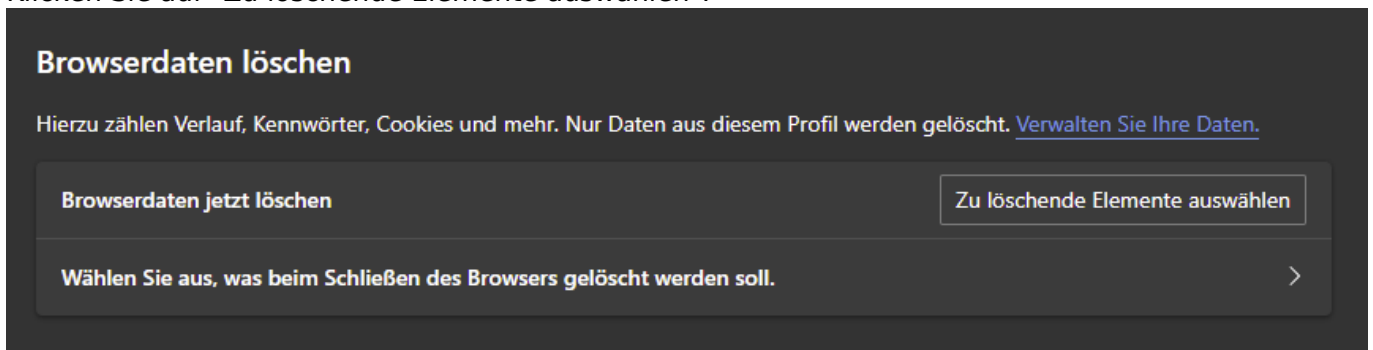 Browserdaten löschen
Hierzu zählen Verlauf, Kennwörter, Cookies und mehr. Nur Daten aus diesem Profil werden gelöscht. Verwalten Sie Ihre Daten.
Browserdaten jetzt löschen
Zu löschende Elemente auswählen
Wählen Sie aus, was beim Schließen des Browsers gelöscht werden soll.